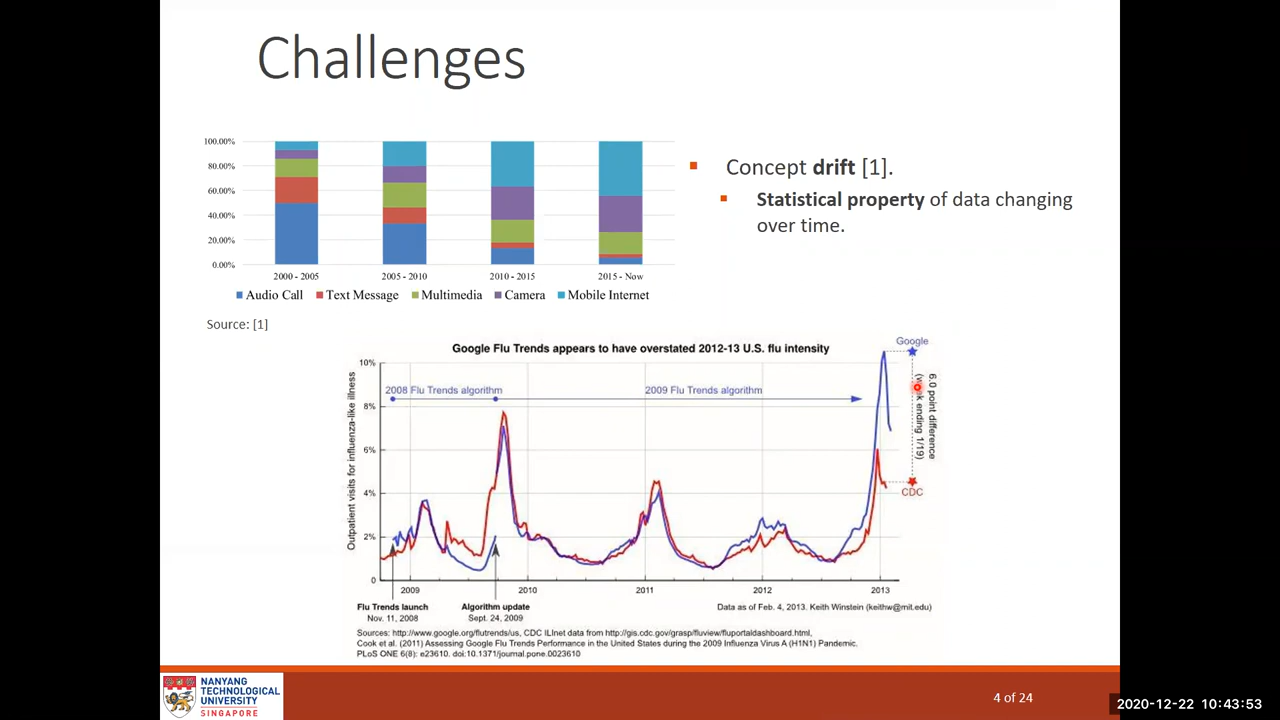 Challenges
100.00%
80.00%
60.00%
40.00%
20.00%
0.00%
2000 - 2005
2005 - 2010
2010 - 2015
2015 - Now
Audio Call
Text Message
Multimedia
Camera
Mobile Internet
Source: [1]
Concept drift [1].
Statistical property of data changing
over time.
Google Flu Trends appears to have overstated 2012-13 U.S. flu intensity
Outpatient visits for influenza-like illness
10%
8%
6%
4%
2%
0
2008 Flu Trends algorithm
2009 Flu Trends algorithm
Google
6.0 point difference
ending 1/19)
CDC
2009
2010
2011
2012
2013
Flu Trends launch
Nov. 11, 2008
Algorithm update
Sept. 24, 2009
Data as of Feb. 4, 2013. Keith Winstein (keithw@mit.edu)
Sources: http://www.google.org/flutrends/us, CDC ILInet data from http://gis.cdc.gov/grasp/fluview/fluportaldashboard.html,
Cook et al. (2011) Assessing Google Flu Trends Performance in the United States during the 2009 Influenza Virus A (H1N1) Pandemic.
PLoS ONE 6(8): e23610. doi:10.1371/journal.pone.0023610
NANYANG
TECHNOLOGICAL
UNIVERSITY
SINGAPORE
4 of 24
2020-12-22 10:43:53